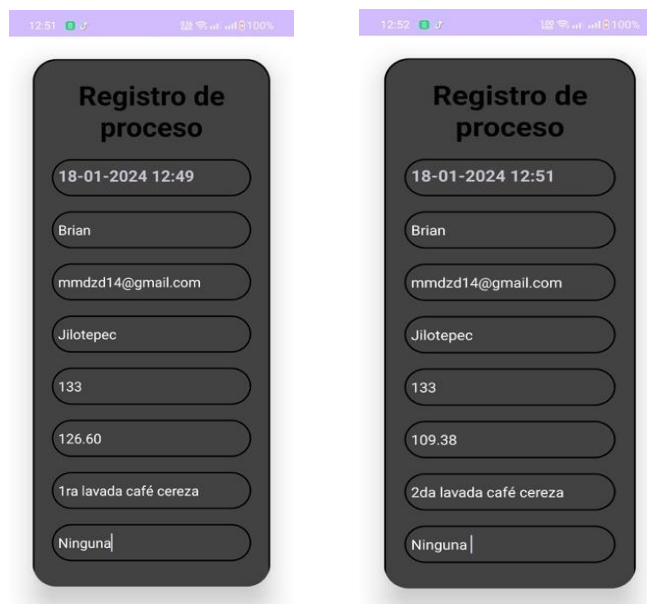 12:51
100%
Registro de
proceso
18-01-2024 12:49
Brian
mmdzd14@gmail.com
Jilotepec
133
126.60
1ra lavada café cereza
Ninguna
12:52
100%
Registro de
proceso
18-01-2024 12:51
Brian
mmdzd14@gmail.com
Jilotepec
133
109.38
2da lavada café cereza
Ninguna